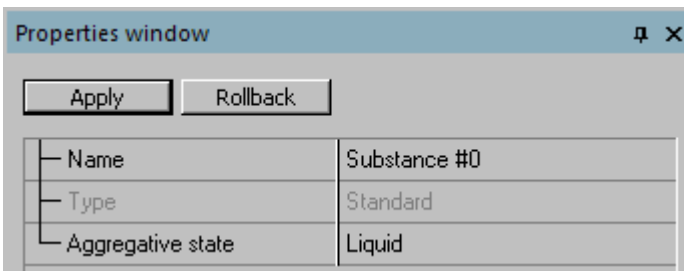 Properties window
Apply Rollback
Name Substance #0
Type Standard
Aggregative state Liquid